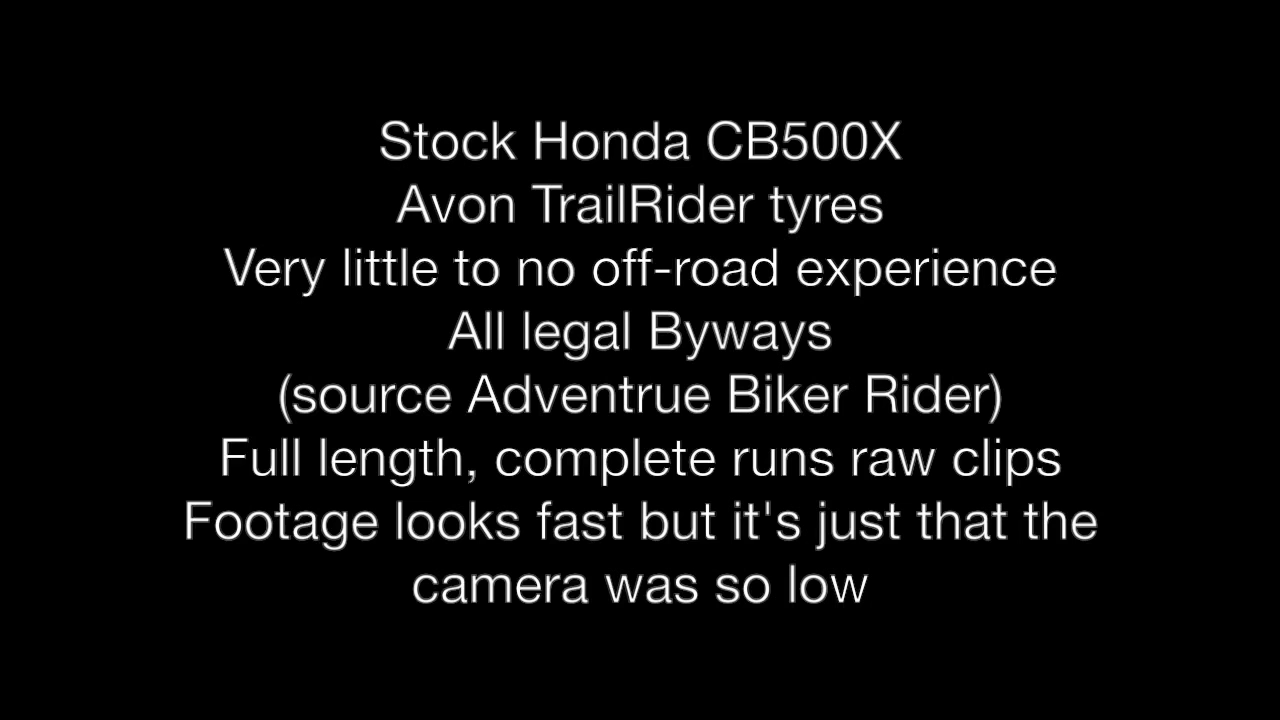 Stock Honda CB500X
Avon TrailRider tyres
Very little to no off-road experience
All legal Byways
(source Adventrue Biker Rider)
Full length, complete runs raw clips
Footage looks fast but it's just that the
camera was so low